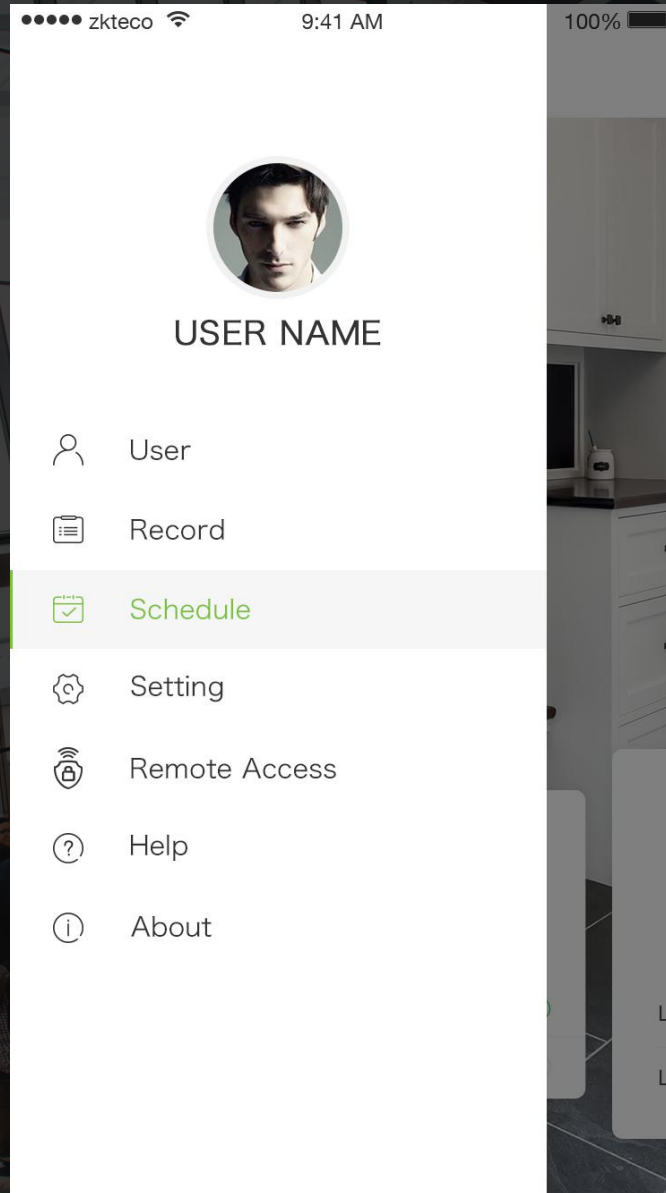 zkteco 9:41 AM 100%
USER NAME
User
Record
Schedule
Setting
Remote Access
Help
About
L
L